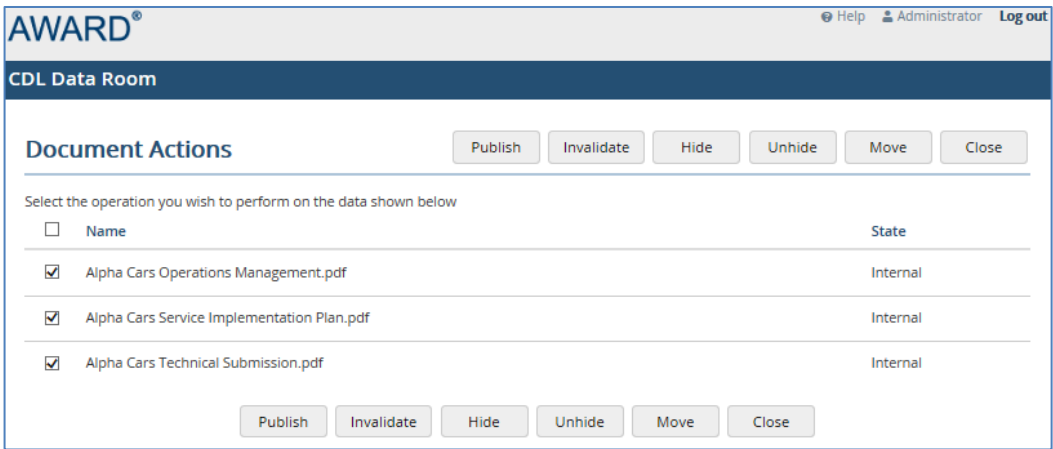 AWARD®
Help Administrator Log out
CDL Data Room
Document Actions Publish Invalidate Hide Unhide Move Close
Select the operation you wish to perform on the data shown below
Name State
Alpha Cars Operations Management.pdf Internal
Alpha Cars Service Implementation Plan.pdf Internal
Alpha Cars Technical Submission.pdf Internal
Publish Invalidate Hide Unhide Move Close